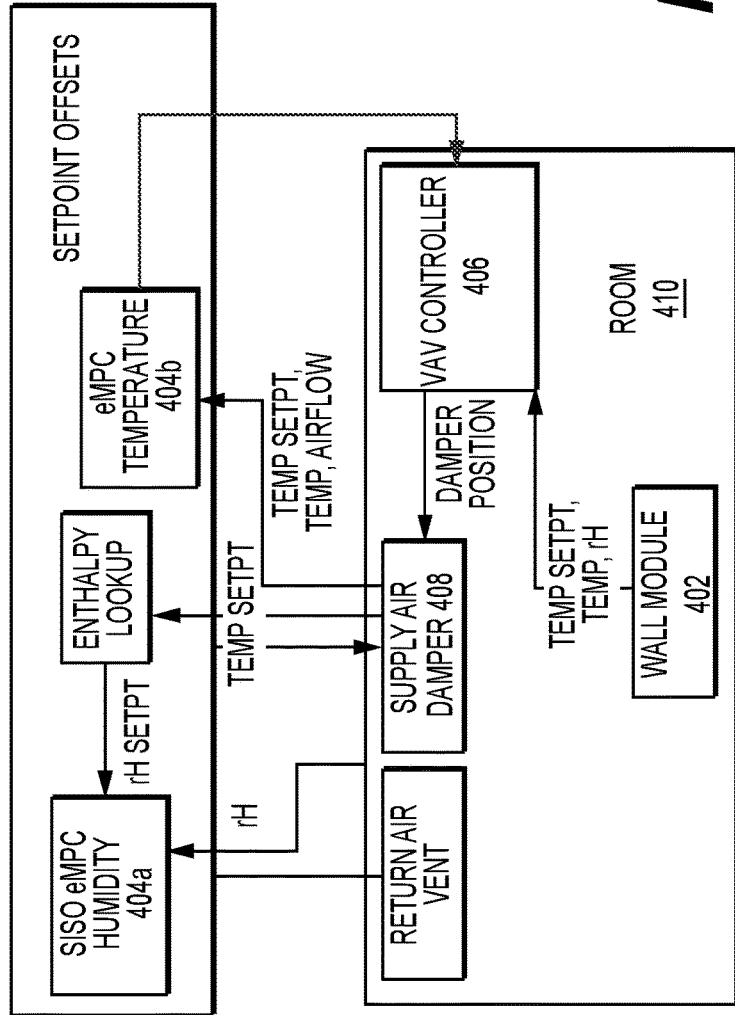 SETPOINT OFFSETS
SISO eMPC
HUMIDITY
404a
rH SETPT
ENTHALPY
LOOKUP
eMPC
TEMPERATURE
404b
rH
TEMP SETPT
TEMP SETPT,
TEMP, AIRFLOW
RETURN AIR
VENT
SUPPLY AIR
DAMPER 408
DAMPER
POSITION
VAV CONTROLLER
406
TEMP SETPT,
TEMP, rH
ROOM
410
WALL MODULE
402